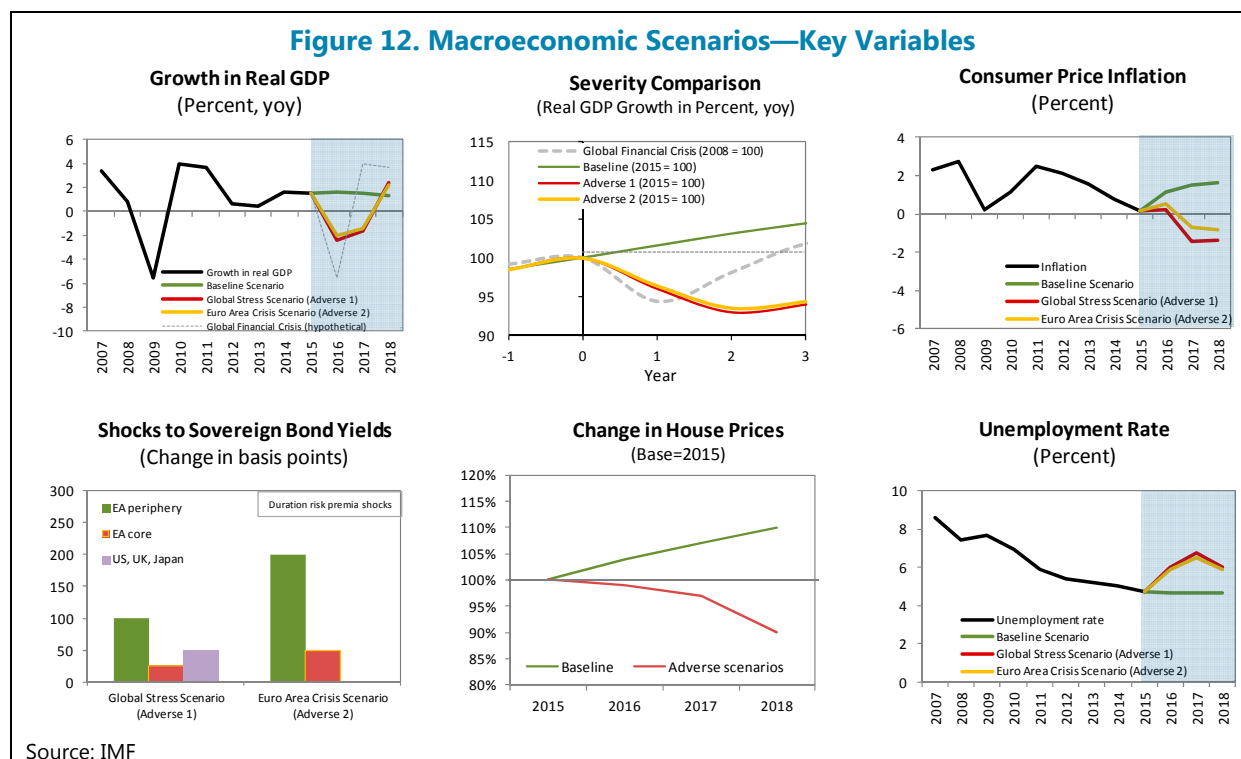 Figure 12. Macroeconomic Scenarios—Key Variables
Growth in Real GDP
(Percent, yoy)
6
4
2
0
-2
-4
-6
-8
-10
Growth in real GDP
Baseline Scenario
Global Stress Scenario (Adverse 1)
Euro Area Crisis Scenario (Adverse 2)
Global Financial Crisis (hypothetical)
2007
2008
2009
2010
2011
2012
2013
2014
2015
2016
2017
2018
Severity Comparison
(Real GDP Growth in Percent, yoy)
115
110
105
100
95
90
Global Financial Crisis (2008 = 100)
Baseline (2015 = 100)
Adverse 1 (2015 = 100)
Adverse 2 (2015 = 100)
-1
0
1
2
3
Year
Consumer Price Inflation
(Percent)
4
2
0
-2
-4
-6
Inflation
Baseline Scenario
Global Stress Scenario (Adverse 1)
Euro Area Crisis Scenario (Adverse 2)
2007
2008
2009
2010
2011
2012
2013
2014
2015
2016
2017
2018
Shocks to Sovereign Bond Yields
(Change in basis points)
300
250
200
150
100
50
0
EA periphery
EA core
US, UK, Japan
Duration risk premia shocks
Global Stress Scenario
(Adverse 1)
Euro Area Crisis Scenario
(Adverse 2)
Change in House Prices
(Base=2015)
120%
115%
110%
105%
100%
95%
90%
85%
80%
Baseline
Adverse scenarios
2015
2016
2017
2018
Unemployment Rate
(Percent)
10
8
6
4
2
0
Unemployment rate
Baseline Scenario
Global Stress Scenario (Adverse 1)
Euro Area Crisis Scenario (Adverse 2)
2007
2008
2009
2010
2011
2012
2013
2014
2015
2016
2017
2018
Source: IMF